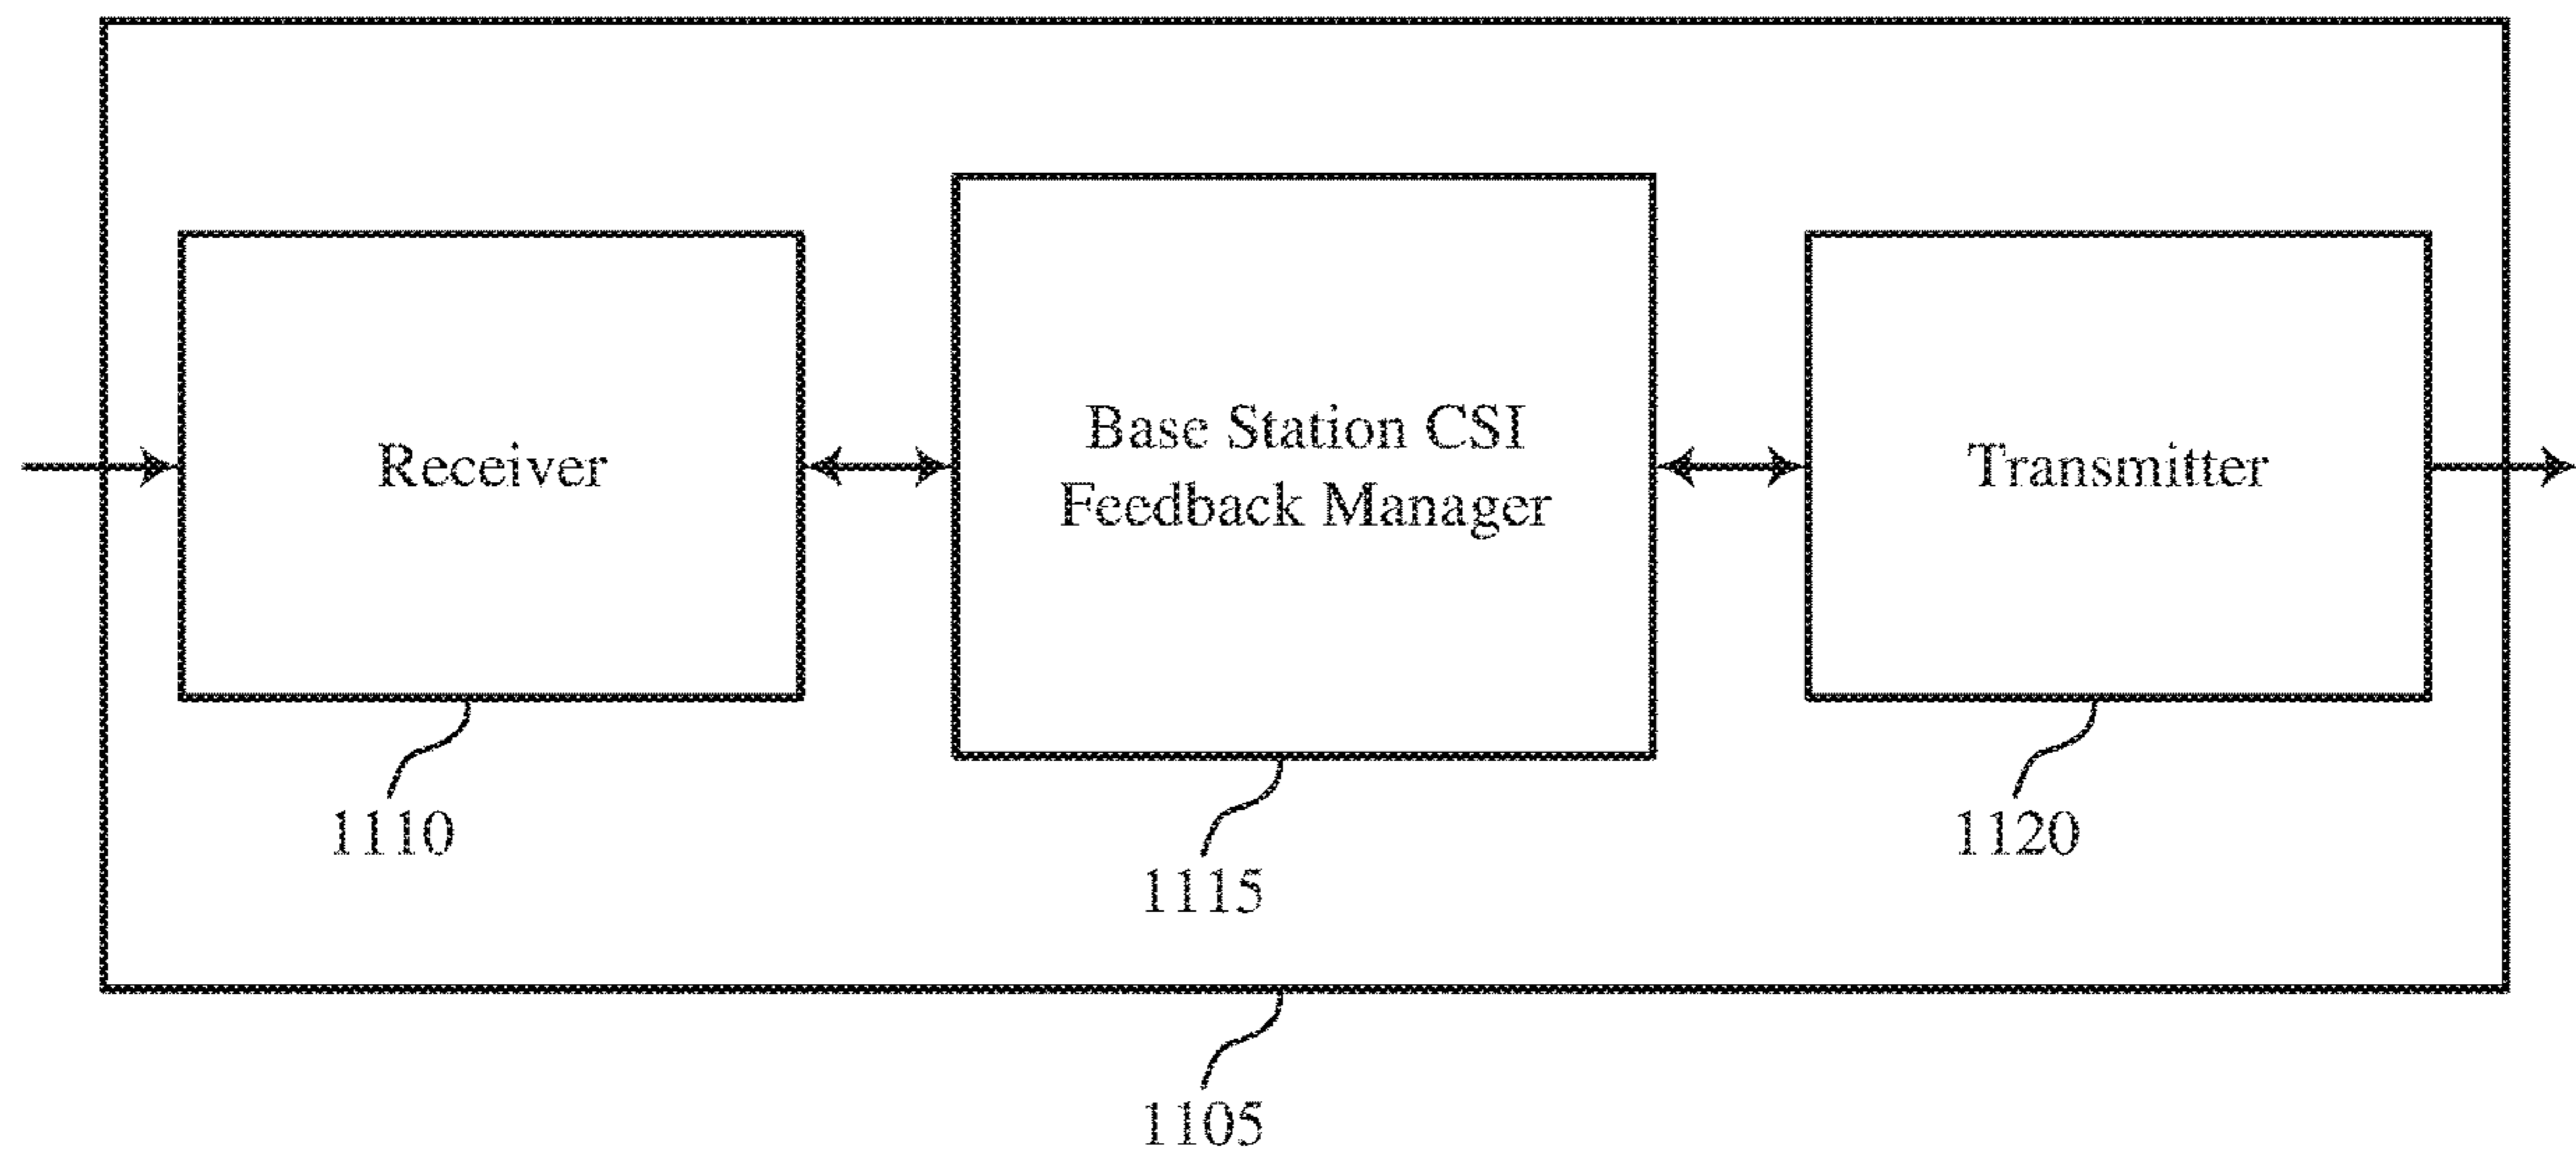 Receiver
Base Station CSI
Feedback Manager
Transmitter
1110
1115
1120
1105